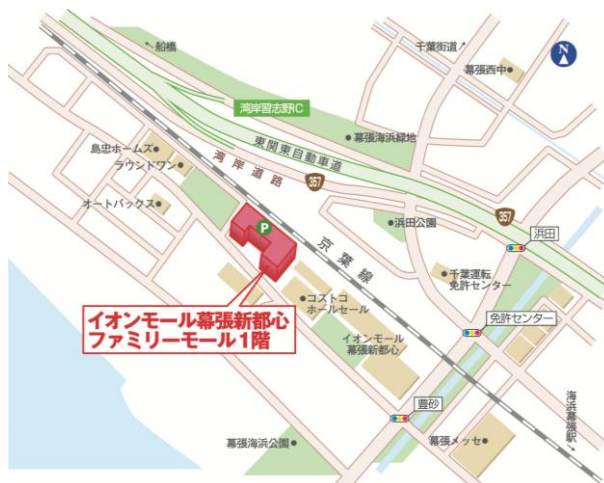 船橋
千葉街道
幕張西中
N
湾岸習志野IC
幕張海浜緑地
東関東自動車道
島忠ホームズ
ラウンドワン
湾岸道路
357
オートバックス
P
浜田公園
357
浜田
京葉線
千葉運転
免許センター
コストコ
ホールセール
イオンモール幕張新都心
ファミリーモール1階
免許センター
イオンモール
幕張新都心
豊砂
海浜幕張駅
幕張海浜公園
幕張メッセ